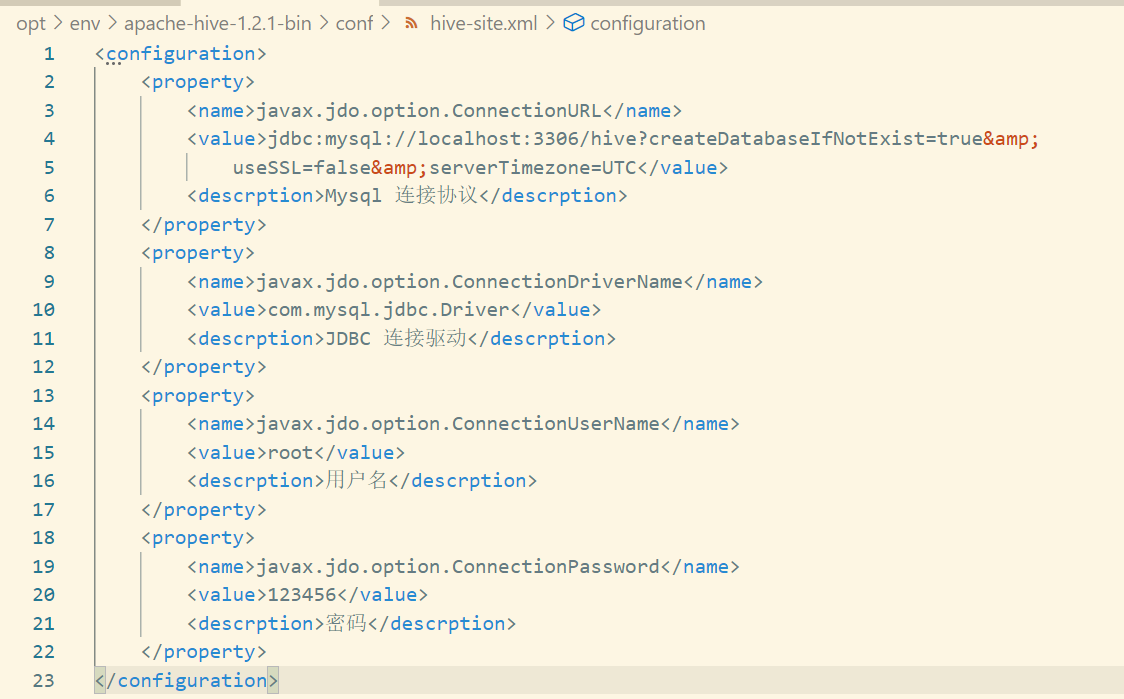 opt > env > apache-hive-1.2.1-bin > conf > hive-site.xml > configuration
1 <configuration>
2 <property>
3 <name>javax.jdo.option.ConnectionURL</name>
4 <value>jdbc:mysql://localhost:3306/hive?createDatabaseIfNotExist=true&amp;
5 useSSL=false&amp;serverTimezone=UTC</value>
6 <descrption>Mysql 连接协议</descrption>
7 </property>
8 <property>
9 <name>javax.jdo.option.ConnectionDriverName</name>
10 <value>com.mysql.jdbc.Driver</value>
11 <descrption>JDBC 连接驱动</descrption>
12 </property>
13 <property>
14 <name>javax.jdo.option.ConnectionUserName</name>
15 <value>root</value>
16 <descrption>用户名</descrption>
17 </property>
18 <property>
19 <name>javax.jdo.option.ConnectionPassword</name>
20 <value>123456</value>
21 <descrption>密码</descrption>
22 </property>
23 </configuration>